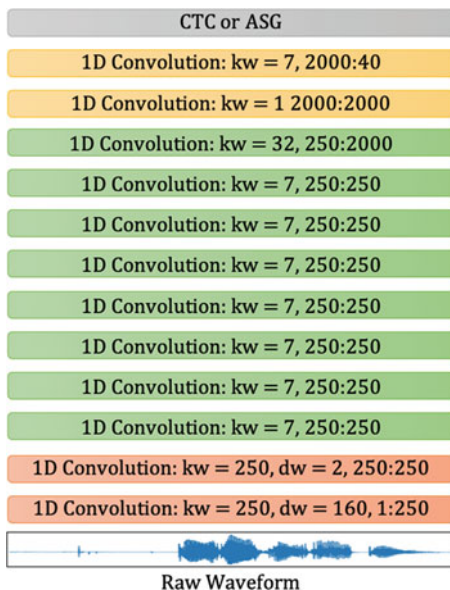 CTC or ASG
1D Convolution: kw = 7, 2000:40
1D Convolution: kw = 1 2000:2000
1D Convolution: kw = 32, 250:2000
1D Convolution: kw = 7, 250:250
1D Convolution: kw = 7, 250:250
1D Convolution: kw = 7, 250:250
1D Convolution: kw = 7, 250:250
1D Convolution: kw = 7, 250:250
1D Convolution: kw = 7, 250:250
1D Convolution: kw = 7, 250:250
1D Convolution: kw = 250, dw = 2, 250:250
1D Convolution: kw = 250, dw = 160, 1:250
Raw Waveform